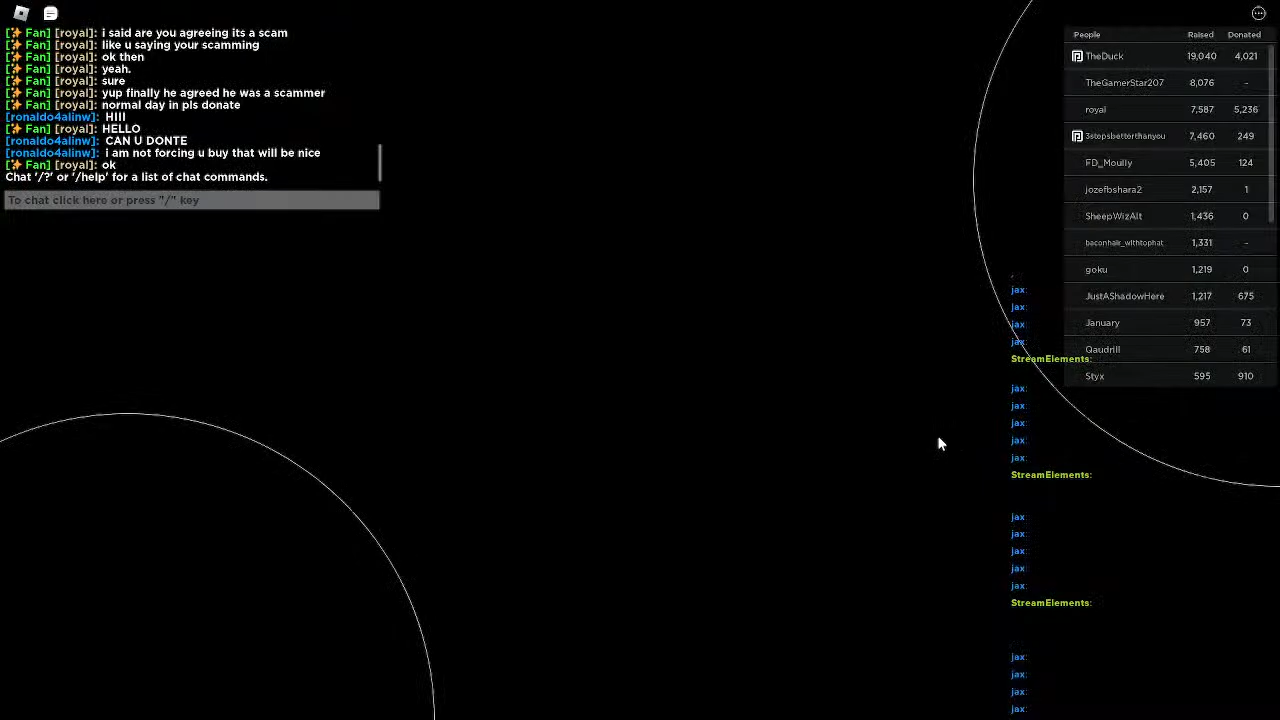 [✨ Fan] [royal]: i said are you agreeing its a scam
[✨ Fan] [royal]: like u saying your scamming
[✨ Fan] [royal]: ok then
[✨ Fan] [royal]: yeah.
[✨ Fan] [royal]: sure
[✨ Fan] [royal]: yup finally he agreed he was a scammer
[✨ Fan] [royal]: normal day in pls donate
[ronaldo4alinw]: HIII
[✨ Fan] [royal]: HELLO
[ronaldo4alinw]: CAN U DONTE
[ronaldo4alinw]: i am not forcing u buy that will be nice
[✨ Fan] [royal]: ok
Chat '/?' or '/help' for a list of chat commands.
To chat click here or press "/" key
People Raised Donated
TheDuck 19,040 4,021
TheGamerStar207 8,076 -
royal 7,587 5,236
3stepsbetterthanyou 7,460 249
FD_Moully 5,405 124
jozefbshara2 2,157 1
SheepWizAlt 1,436 0
baconhair_withtophat 1,331 -
goku 1,219 0
JustAShadowHere 1,217 675
January 957 73
Qaudrill 758 61
Styx 595 910
jax:
jax:
jax:
jax:
StreamElements:
jax:
jax:
jax:
jax:
jax:
StreamElements:
jax:
jax:
jax:
jax:
jax:
StreamElements:
jax:
jax:
jax:
jax: